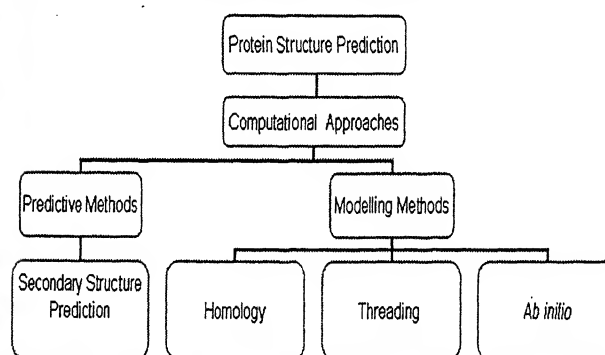 Protein Structure Prediction
Computational Approaches
Predictive Methods
Modelling Methods
Secondary Structure
Prediction
Homology
Threading
Ab initio